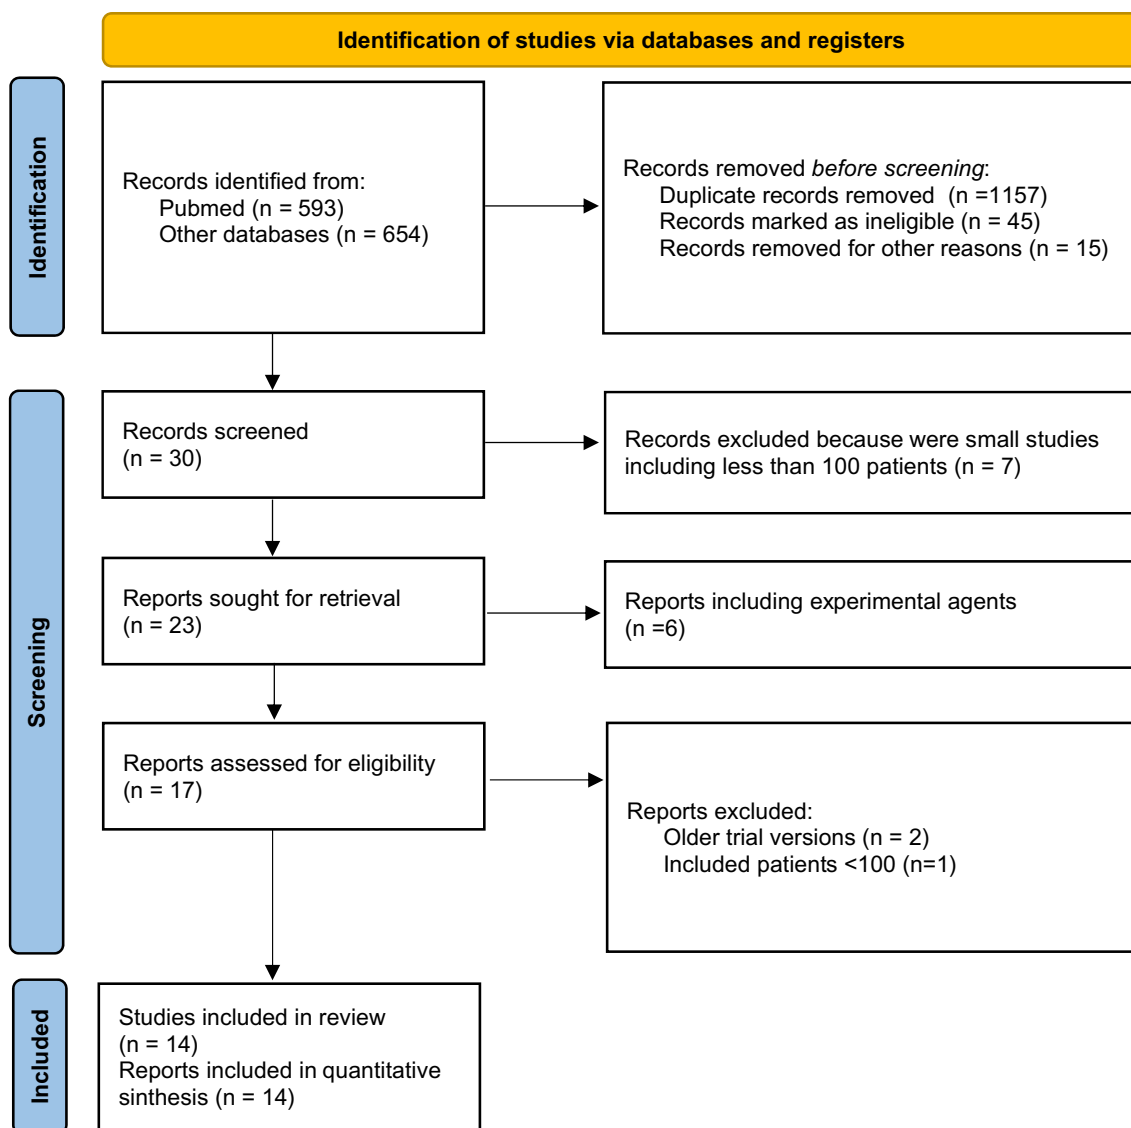 Identification of studies via databases and registers
Identification
Records identified from:
Pubmed (n = 593)
Other databases (n = 654)
Records removed before screening:
Duplicate records removed (n =1157)
Records marked as ineligible (n = 45)
Records removed for other reasons (n = 15)
Screening
Records screened
(n = 30)
Records excluded because were small studies
including less than 100 patients (n = 7)
Reports sought for retrieval
(n = 23)
Reports including experimental agents
(n =6)
Reports assessed for eligibility
(n = 17)
Reports excluded:
Older trial versions (n = 2)
Included patients <100 (n=1)
Included
Studies included in review
(n = 14)
Reports included in quantitative
sinthesis (n = 14)